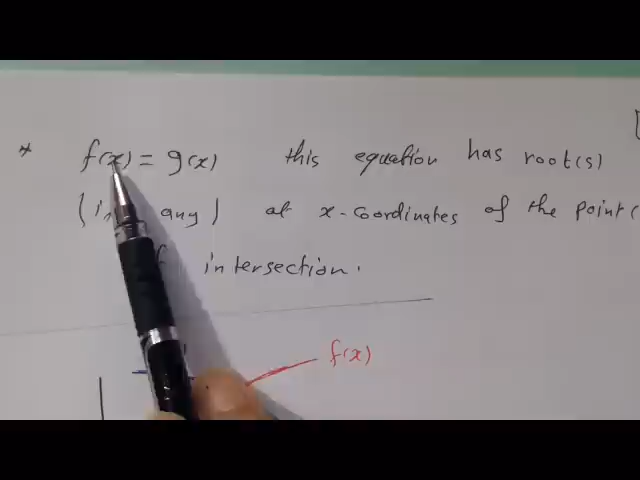 * f(x) = g(x) this equation has root(s)
any) at x-coordinates of the point(
intersection.
f(x)